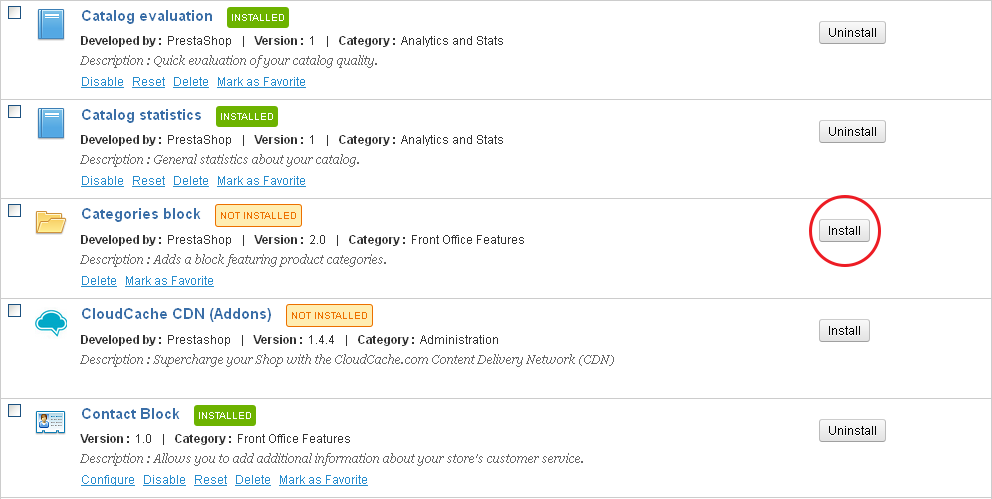 Catalog evaluation INSTALLED
Uninstall
Developed by : PrestaShop | Version : 1 | Category : Analytics and Stats
Description : Quick evaluation of your catalog quality.
Disable Reset Delete Mark as Favorite
Catalog statistics INSTALLED
Uninstall
Developed by : PrestaShop | Version : 1 | Category : Analytics and Stats
Description : General statistics about your catalog.
Disable Reset Delete Mark as Favorite
Categories block NOT INSTALLED
Install
Developed by : PrestaShop | Version : 2.0 | Category : Front Office Features
Description : Adds a block featuring product categories.
Delete Mark as Favorite
CloudCache CDN (Addons) NOT INSTALLED
Install
Developed by : Prestashop | Version : 1.4.4 | Category : Administration
Description : Supercharge your Shop with the CloudCache.com Content Delivery Network (CDN)
Contact Block INSTALLED
Uninstall
Version : 1.0 | Category : Front Office Features
Description : Allows you to add additional information about your store's customer service.
Configure Disable Reset Delete Mark as Favorite